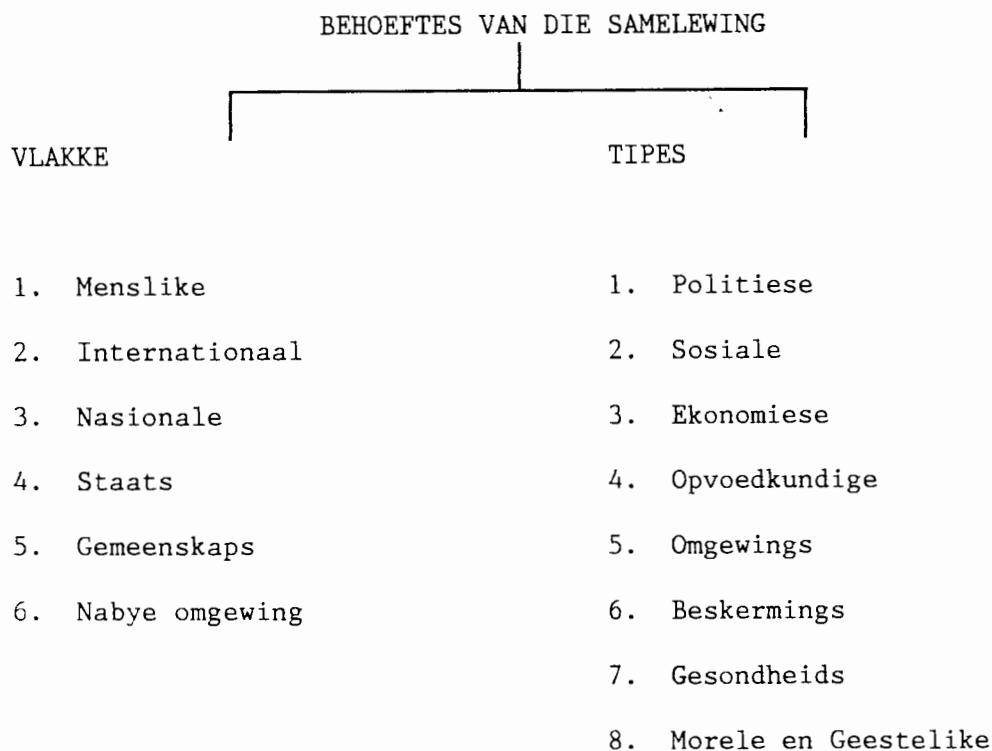 BEHOEFTES VAN DIE SAMELEWING
VLAKKE
1. Menslike
2. Internationaal
3. Nasionale
4. Staats
5. Gemeenskaps
6. Nabye omgewing
TIPES
1. Politiese
2. Sosiale
3. Ekonomiese
4. Opvoedkundige
5. Omgewings
6. Beskermings
7. Gesondheids
8. Morele en Geestelike